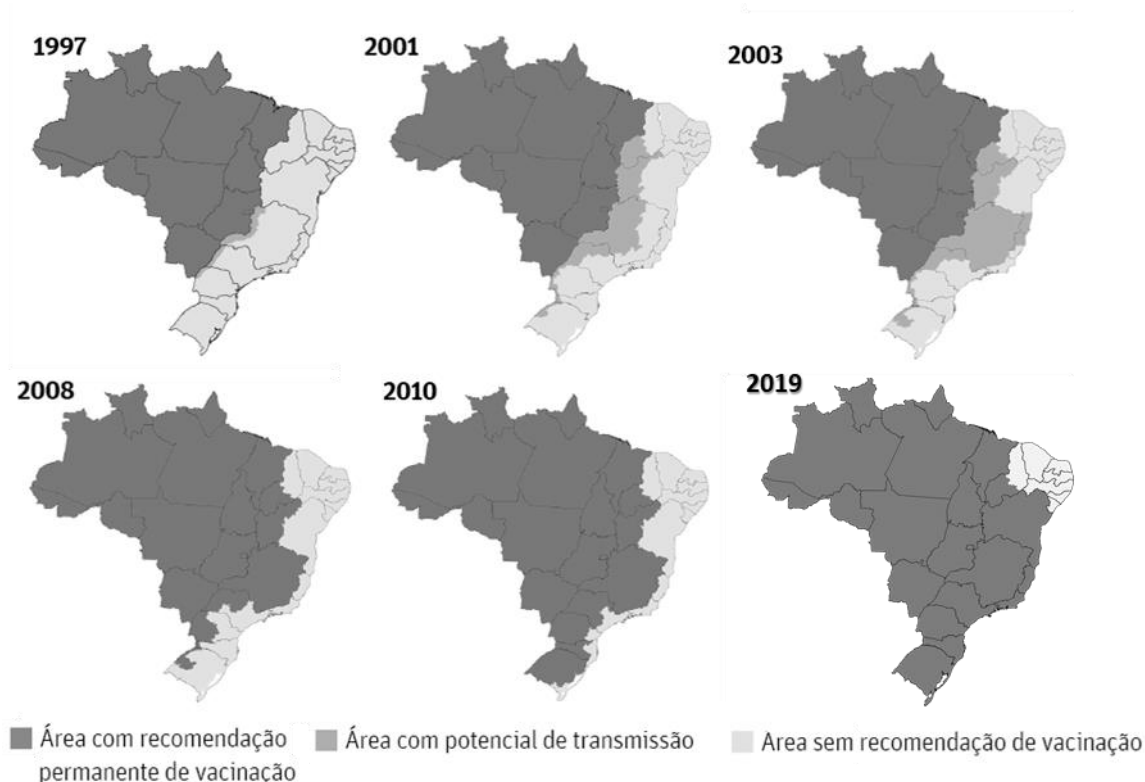 1997
2001
2003
2008
2010
2019
Área com recomendação
permanente de vacinação
Área com potencial de transmissão
Area sem recomendação de vacinação